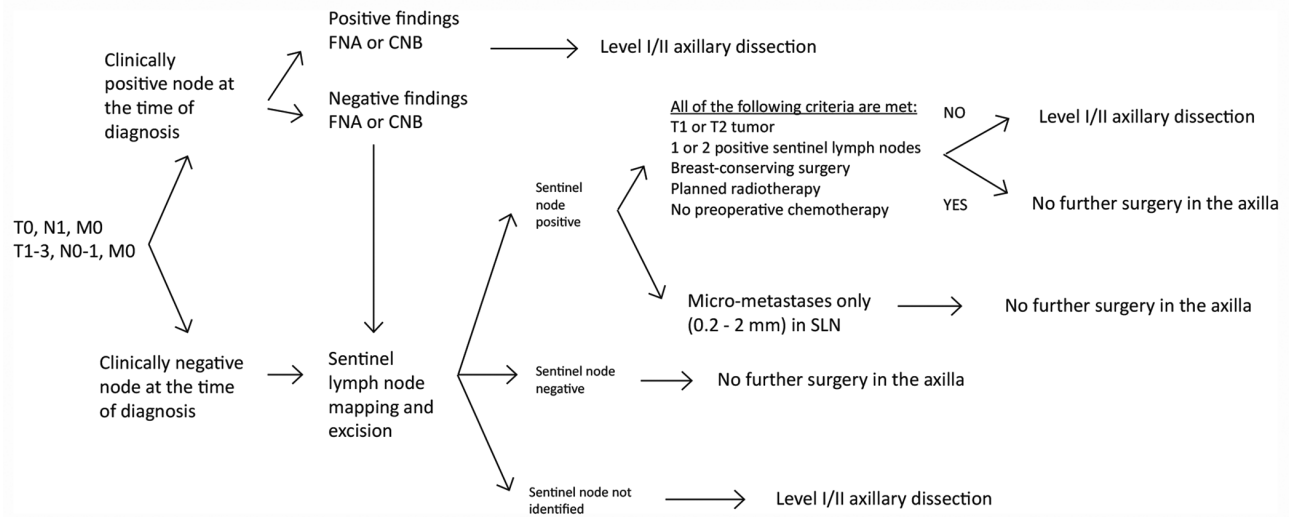 T0, N1, M0
T1-3, N0-1, M0
Clinically
positive node at
the time of
diagnosis
Positive findings
FNA or CNB
Level I/II axillary dissection
Negative findings
FNA or CNB
Clinically negative
node at the time
of diagnosis
Sentinel
lymph node
mapping and
excision
Sentinel
node
positive
All of the following criteria are met:
T1 or T2 tumor
1 or 2 positive sentinel lymph nodes
Breast-conserving surgery
Planned radiotherapy
No preoperative chemotherapy
NO
Level I/II axillary dissection
YES
No further surgery in the axilla
Micro-metastases only
(0.2 - 2 mm) in SLN
No further surgery in the axilla
Sentinel node
negative
No further surgery in the axilla
Sentinel node not
identified
Level I/II axillary dissection